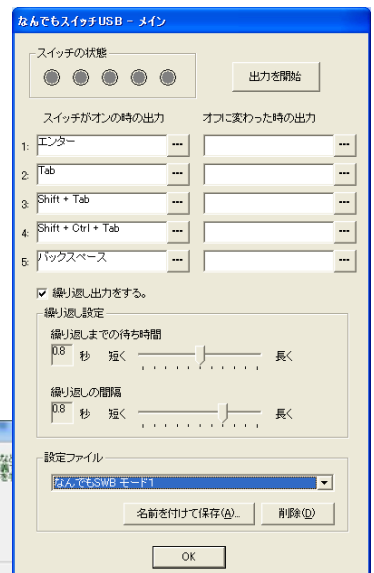 なんでもスイッチUSB - メイン
スイッチの状態
出力を開始
スイッチがオンの時の出力 オフに変わった時の出力
1: エンター ---
---
2: Tab ---
---
3: Shift + Tab ---
---
4: Shift + Ctrl + Tab ---
---
5: バックスペース ---
---
繰り返し出力をする。
繰り返し設定
繰り返しまでの待ち時間
0.8 秒 短く 長く
繰り返しの間隔
0.8 秒 短く 長く
設定ファイル
なんでもSWB モード1
名前を付けて保存(A)... 削除(D)
OK